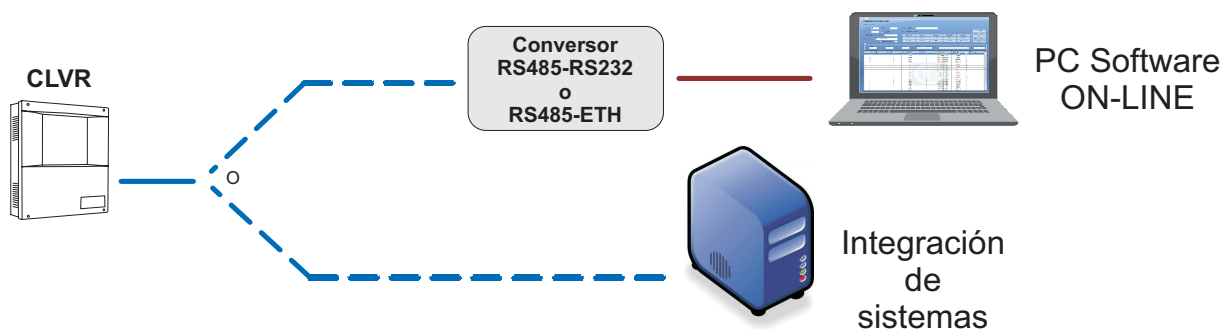 CLVR
Conversor
RS485-RS232
o
RS485-ETH
PC Software
ON-LINE
O
Integración
de
sistemas